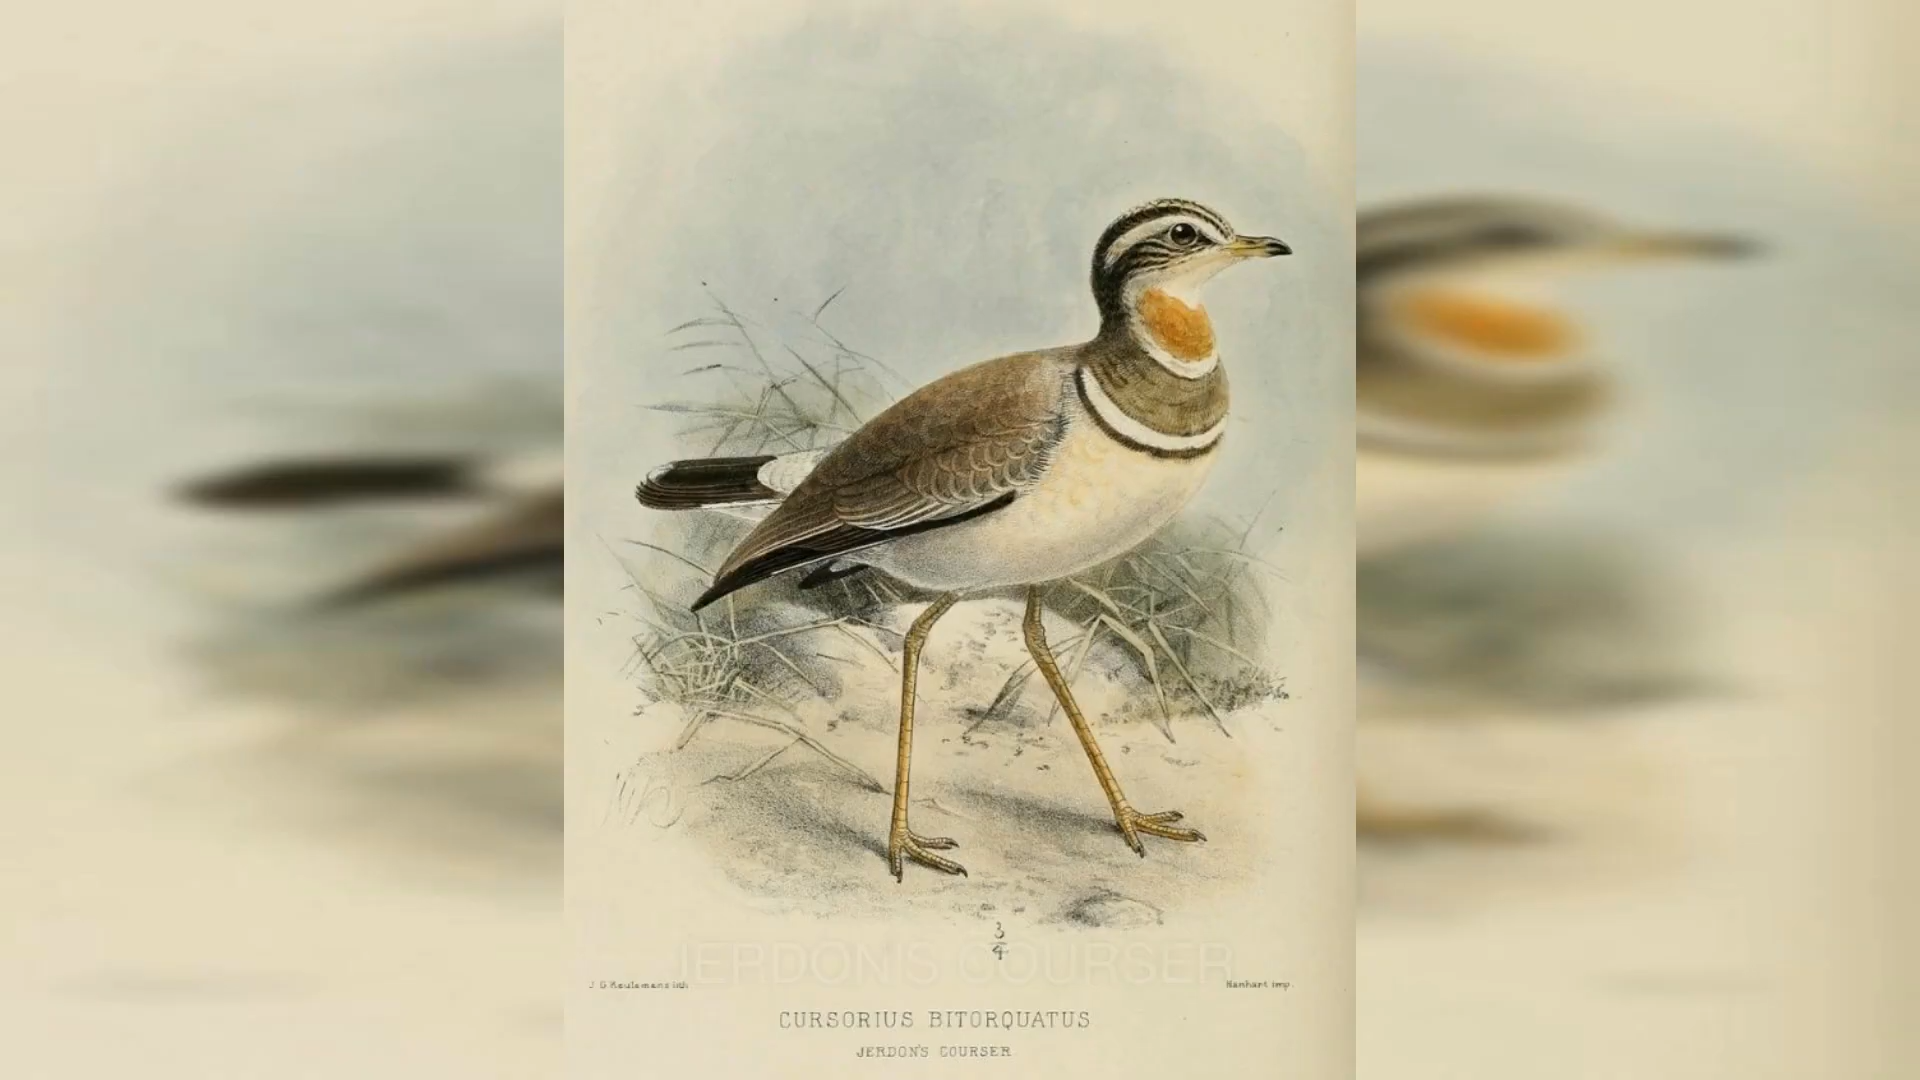 3
4
JERDON'S COURSER
J. G. Keulemans lith
Hanhart imp.
CURSORIUS BITORQUATUS
JERDON'S COURSER